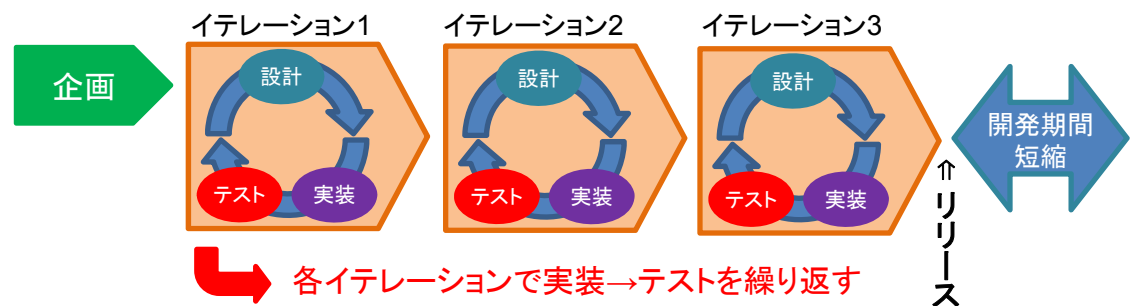 イテレーション1
イテレーション2
イテレーション3
企画
設計
テスト
実装
設計
テスト
実装
設計
テスト
実装
開発期間
短縮
⇑リリース
各イテレーションで実装→テストを繰り返す